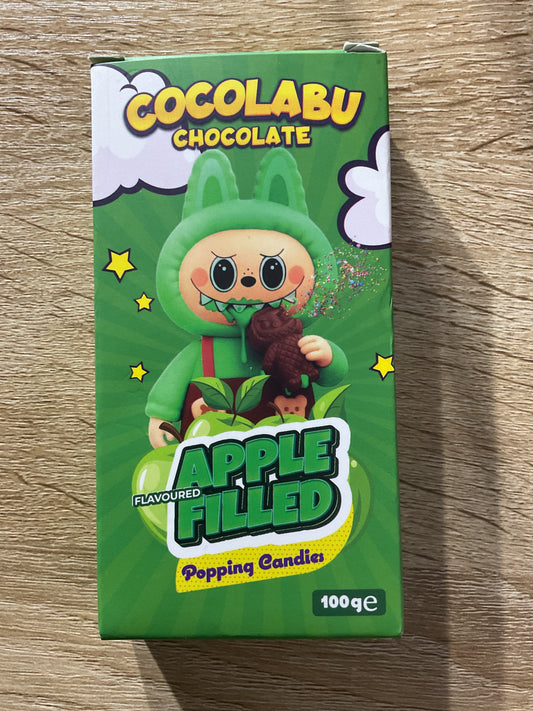 COCOLABU
CHOCOLATE
APPLE
FLAVOURED
FILLED
Popping Candies
100g℮